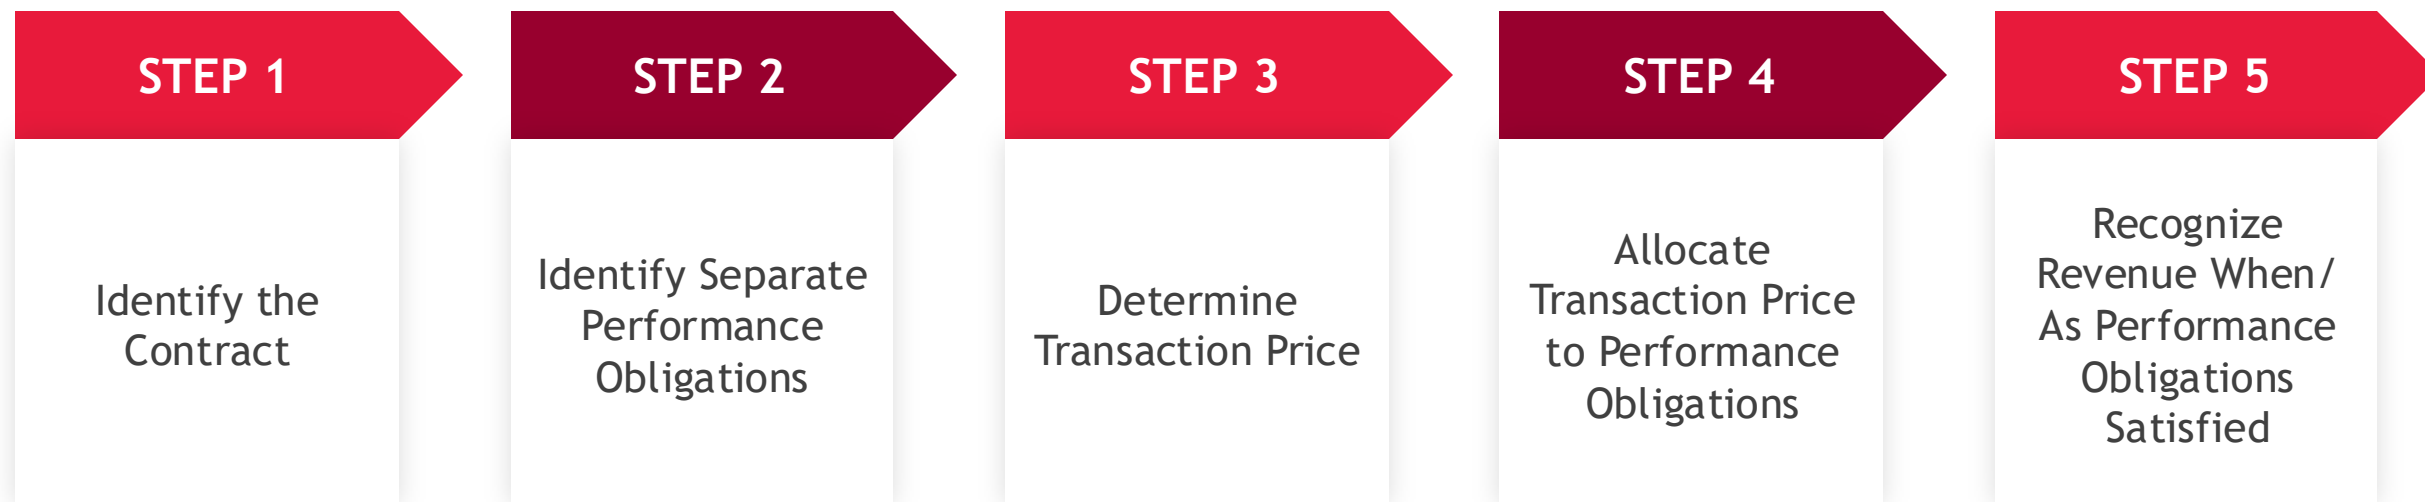 STEP 1
Identify the
Contract
STEP 2
Identify Separate
Performance
Obligations
STEP 3
Determine
Transaction Price
STEP 4
Allocate
Transaction Price
to Performance
Obligations
STEP 5
Recognize
Revenue When/
As Performance
Obligations
Satisfied